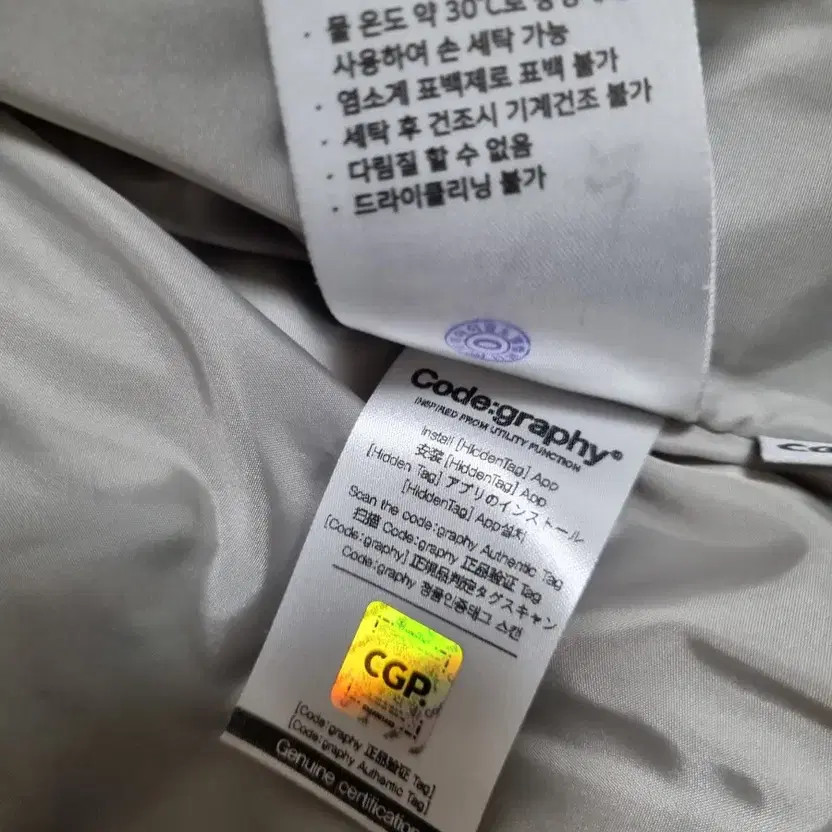 · 물 온도 약 30℃로
사용하여 손 세탁 가능
· 염소계 표백제로 표백 불가
· 세탁 후 건조시 기계건조 불가
· 다림질 할 수 없음
· 드라이클리닝 불가
Code:graphy®
INSPIRED FROM UTILITY FUNCTION
Install [HiddenTag] App
安装 [HiddenTag] App
[Hidden Tag] アプリのインストール
[HiddenTag] App설치
Scan the code:graphy Authentic Tag
扫描 Code:graphy 正品验证 Tag
[Code:graphy] 正規品判定タグスキャン
Code:graphy 정품인증태그 스캔
CGP.
[Code:graphy 正品验证 Tag]
[Code:graphy Authentic Tag]
Genuine certification